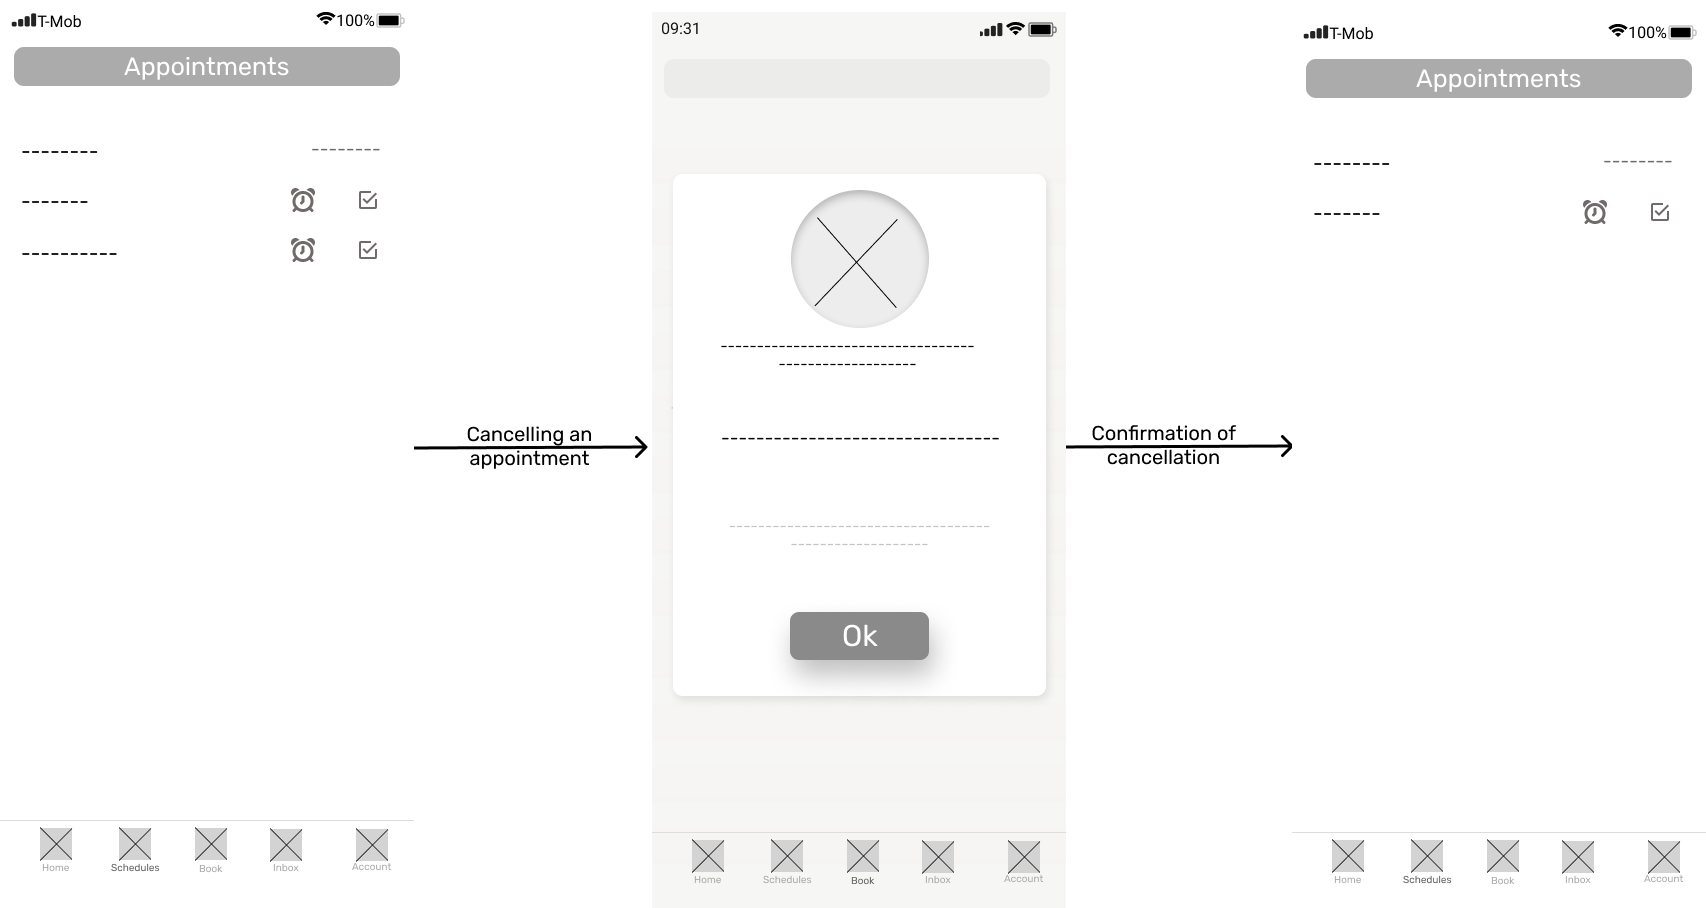 T-Mob 100%
Appointments
Home Schedules Book Inbox Account
Cancelling an
appointment
09:31
Ok
Home Schedules Book Inbox Account
Confirmation of
cancellation
T-Mob 100%
Appointments
Home Schedules Book Inbox Account